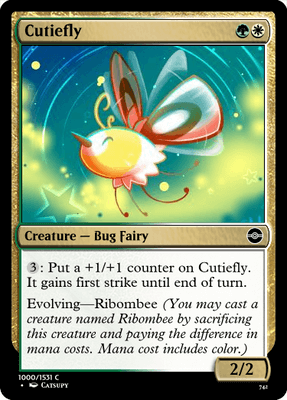 Cutiefly
Creature — Bug Fairy
3: Put a +1/+1 counter on Cutiefly.
It gains first strike until end of turn.
Evolving—Ribombee (You may cast
a creature named Ribombee by sacrificing
this creature and paying the difference in
mana costs. Mana cost includes color.)
2/2
1000/1531 C
• Catsupy
741